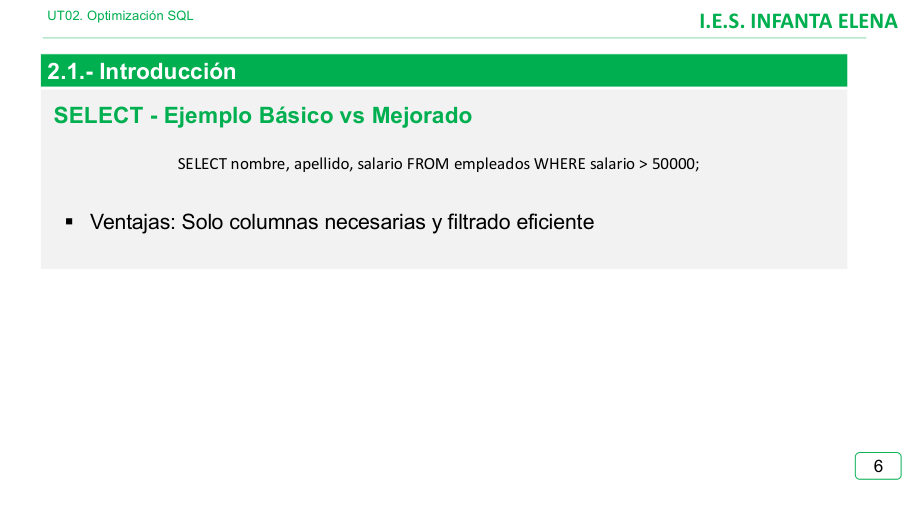 UT02. Optimización SQL
I.E.S. INFANTA ELENA
2.1.- Introducción
SELECT - Ejemplo Básico vs Mejorado
SELECT nombre, apellido, salario FROM empleados WHERE salario > 50000;
▪ Ventajas: Solo columnas necesarias y filtrado eficiente
6